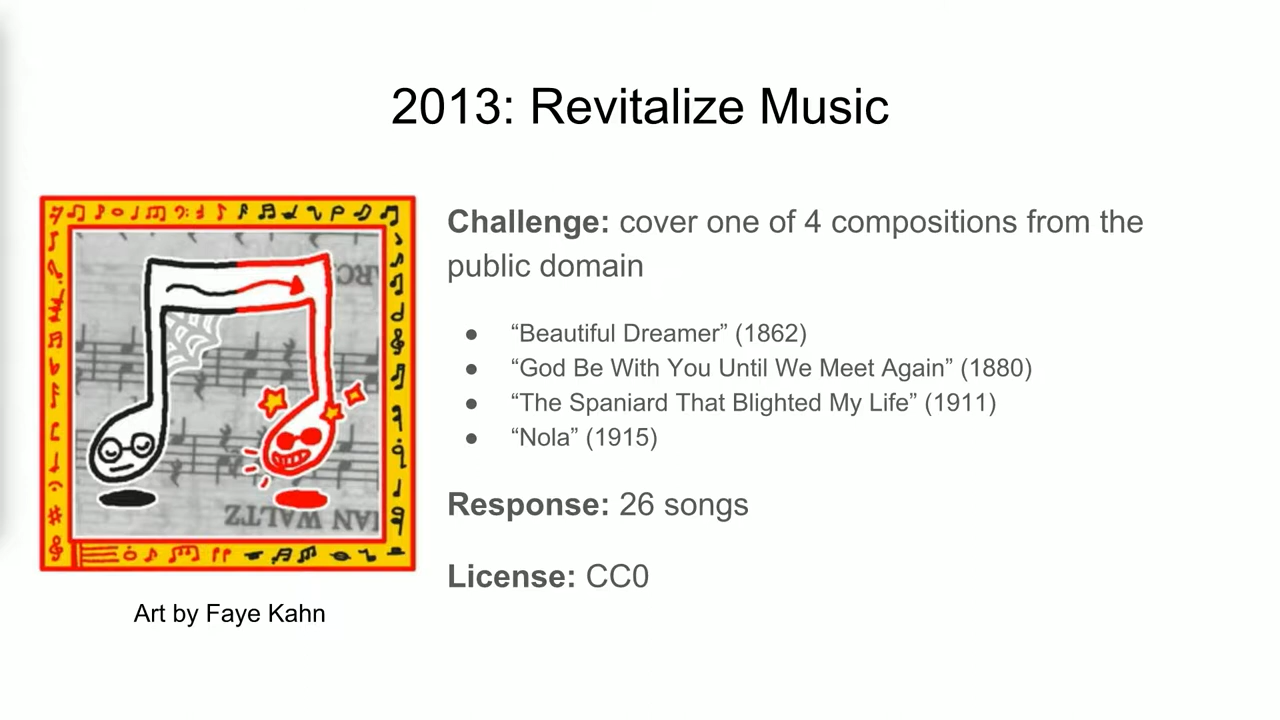 2013: Revitalize Music
Challenge: cover one of 4 compositions from the
public domain
● “Beautiful Dreamer” (1862)
● “God Be With You Until We Meet Again” (1880)
● “The Spaniard That Blighted My Life” (1911)
● “Nola” (1915)
Response: 26 songs
License: CC0
IAN WALTZ
Art by Faye Kahn